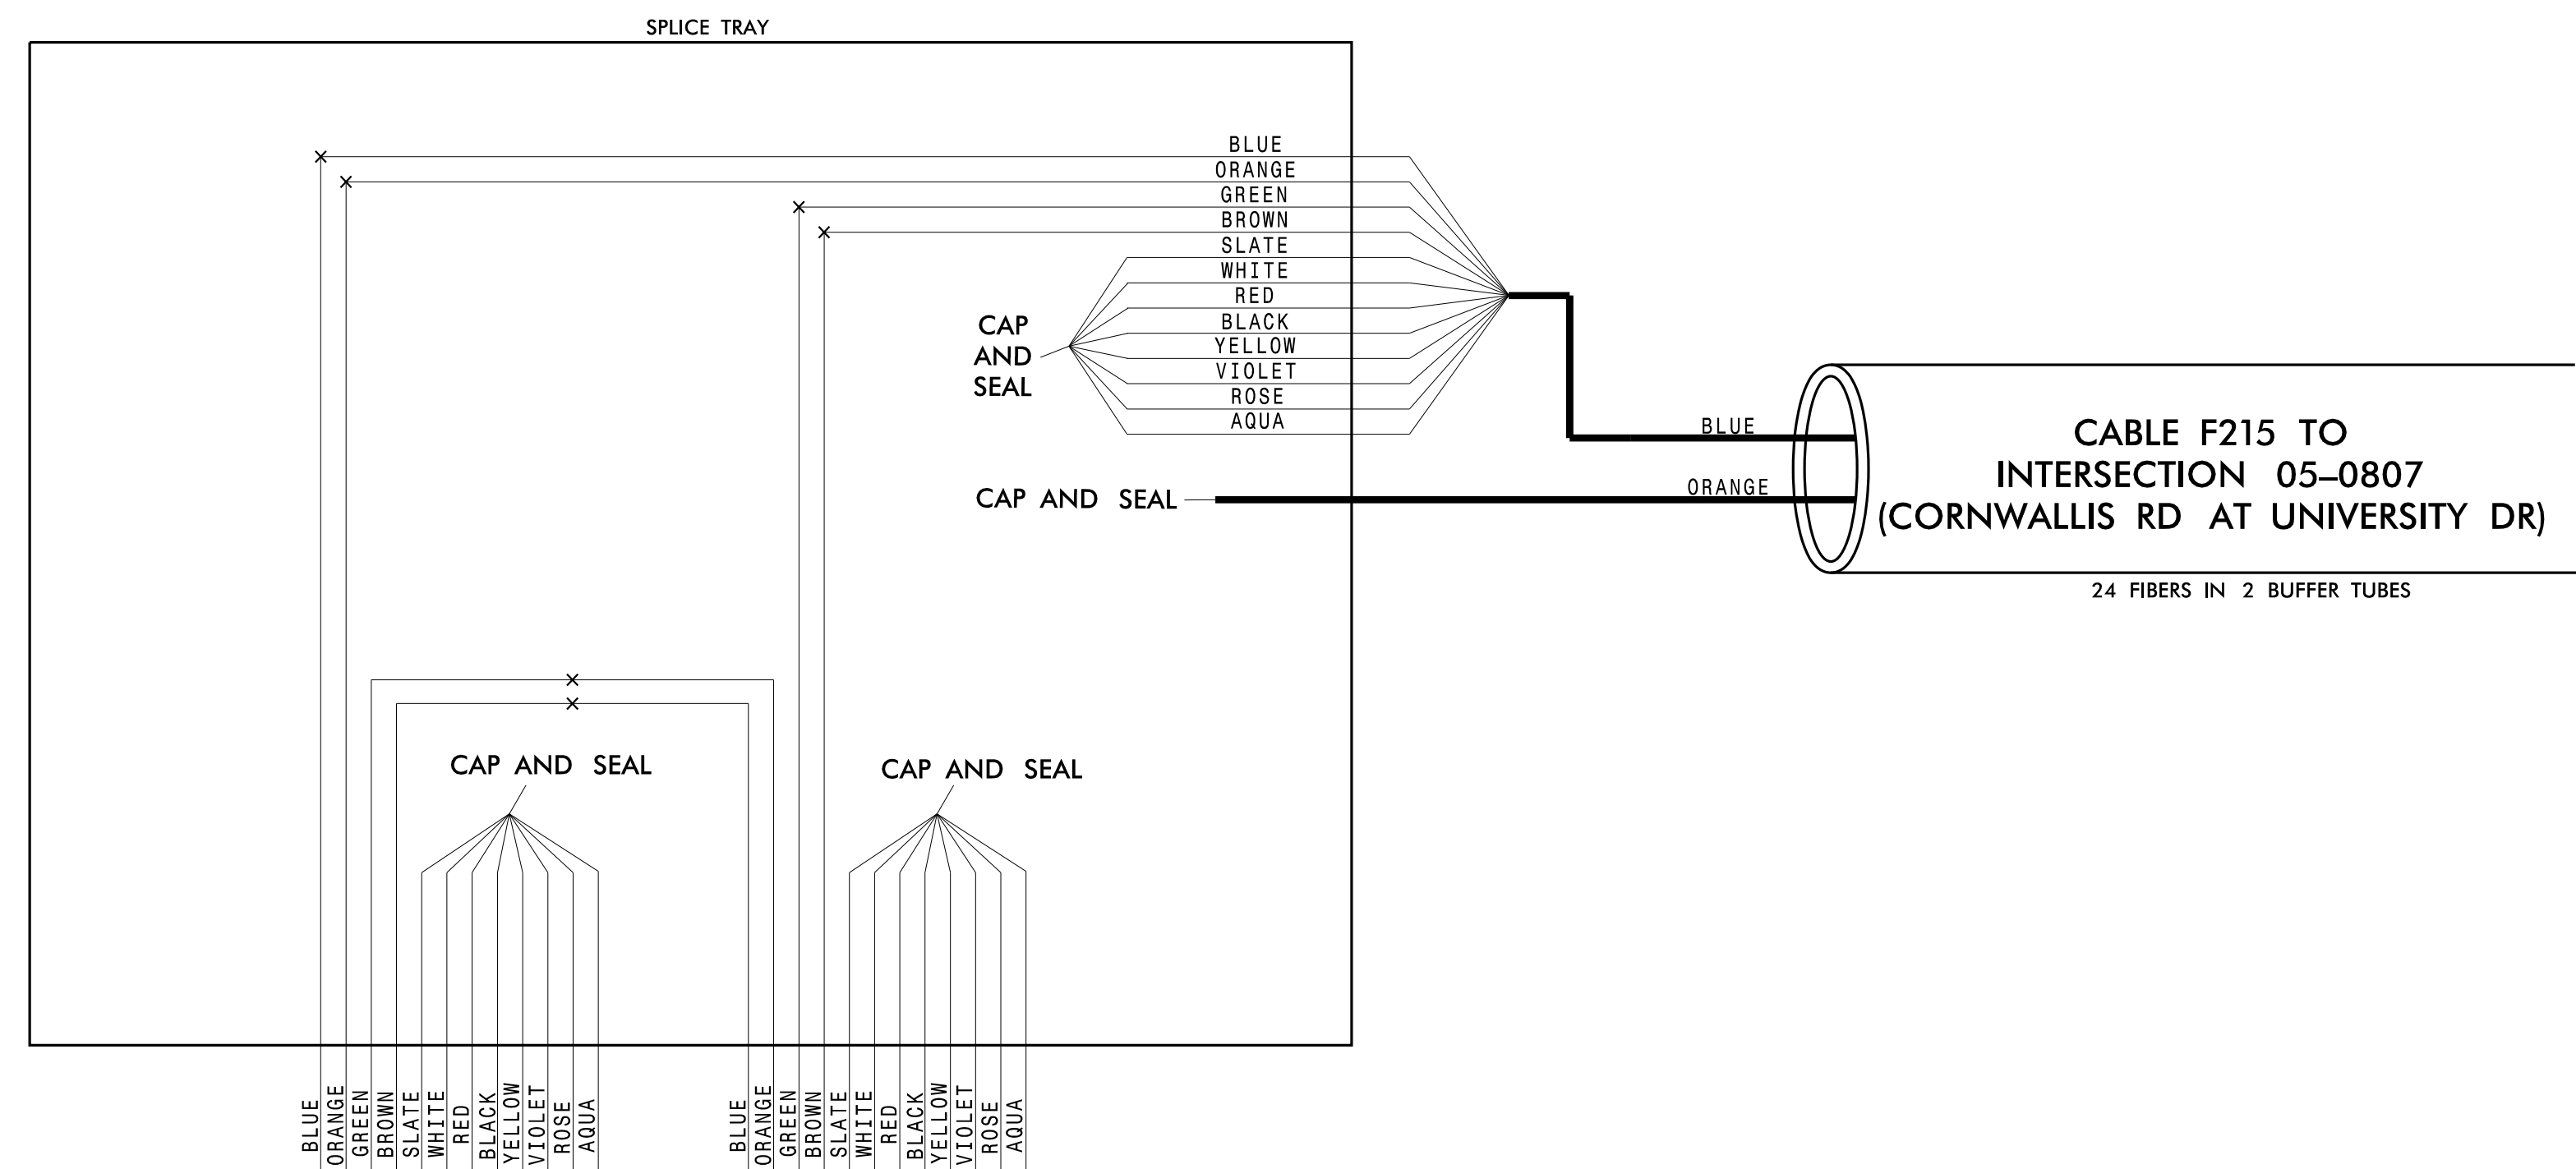 SPLICE TRAY
BLUE
ORANGE
GREEN
BROWN
SLATE
WHITE
RED
BLACK
YELLOW
VIOLET
ROSE
AQUA
CAP
AND
SEAL
BLUE
CAP AND SEAL
ORANGE
CABLE F215 TO
INTERSECTION 05–0807
(CORNWALLIS RD AT UNIVERSITY DR)
24 FIBERS IN 2 BUFFER TUBES
CAP AND SEAL
CAP AND SEAL
BLUE
ORANGE
GREEN
BROWN
SLATE
WHITE
RED
BLACK
YELLOW
VIOLET
ROSE
AQUA
BLUE
ORANGE
GREEN
BROWN
SLATE
WHITE
RED
BLACK
YELLOW
VIOLET
ROSE
AQUA